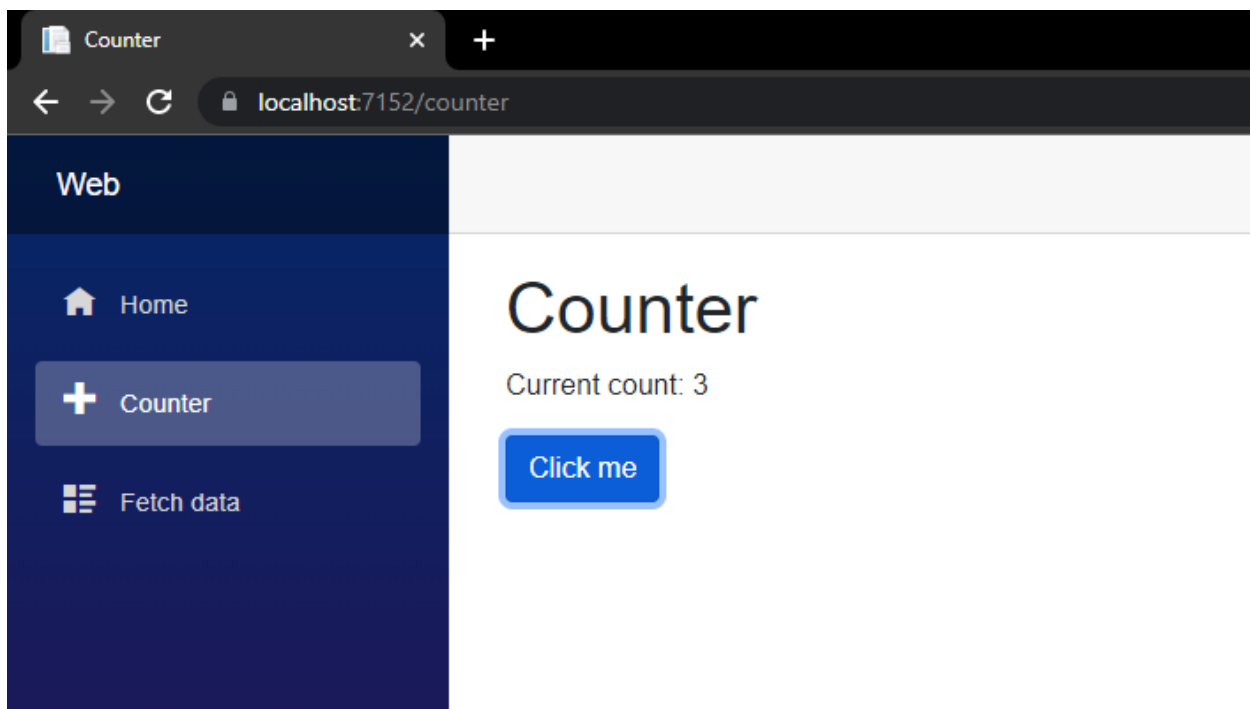 Counter
localhost:7152/counter
Web
Home
Counter
Fetch data
Counter
Current count: 3
Click me